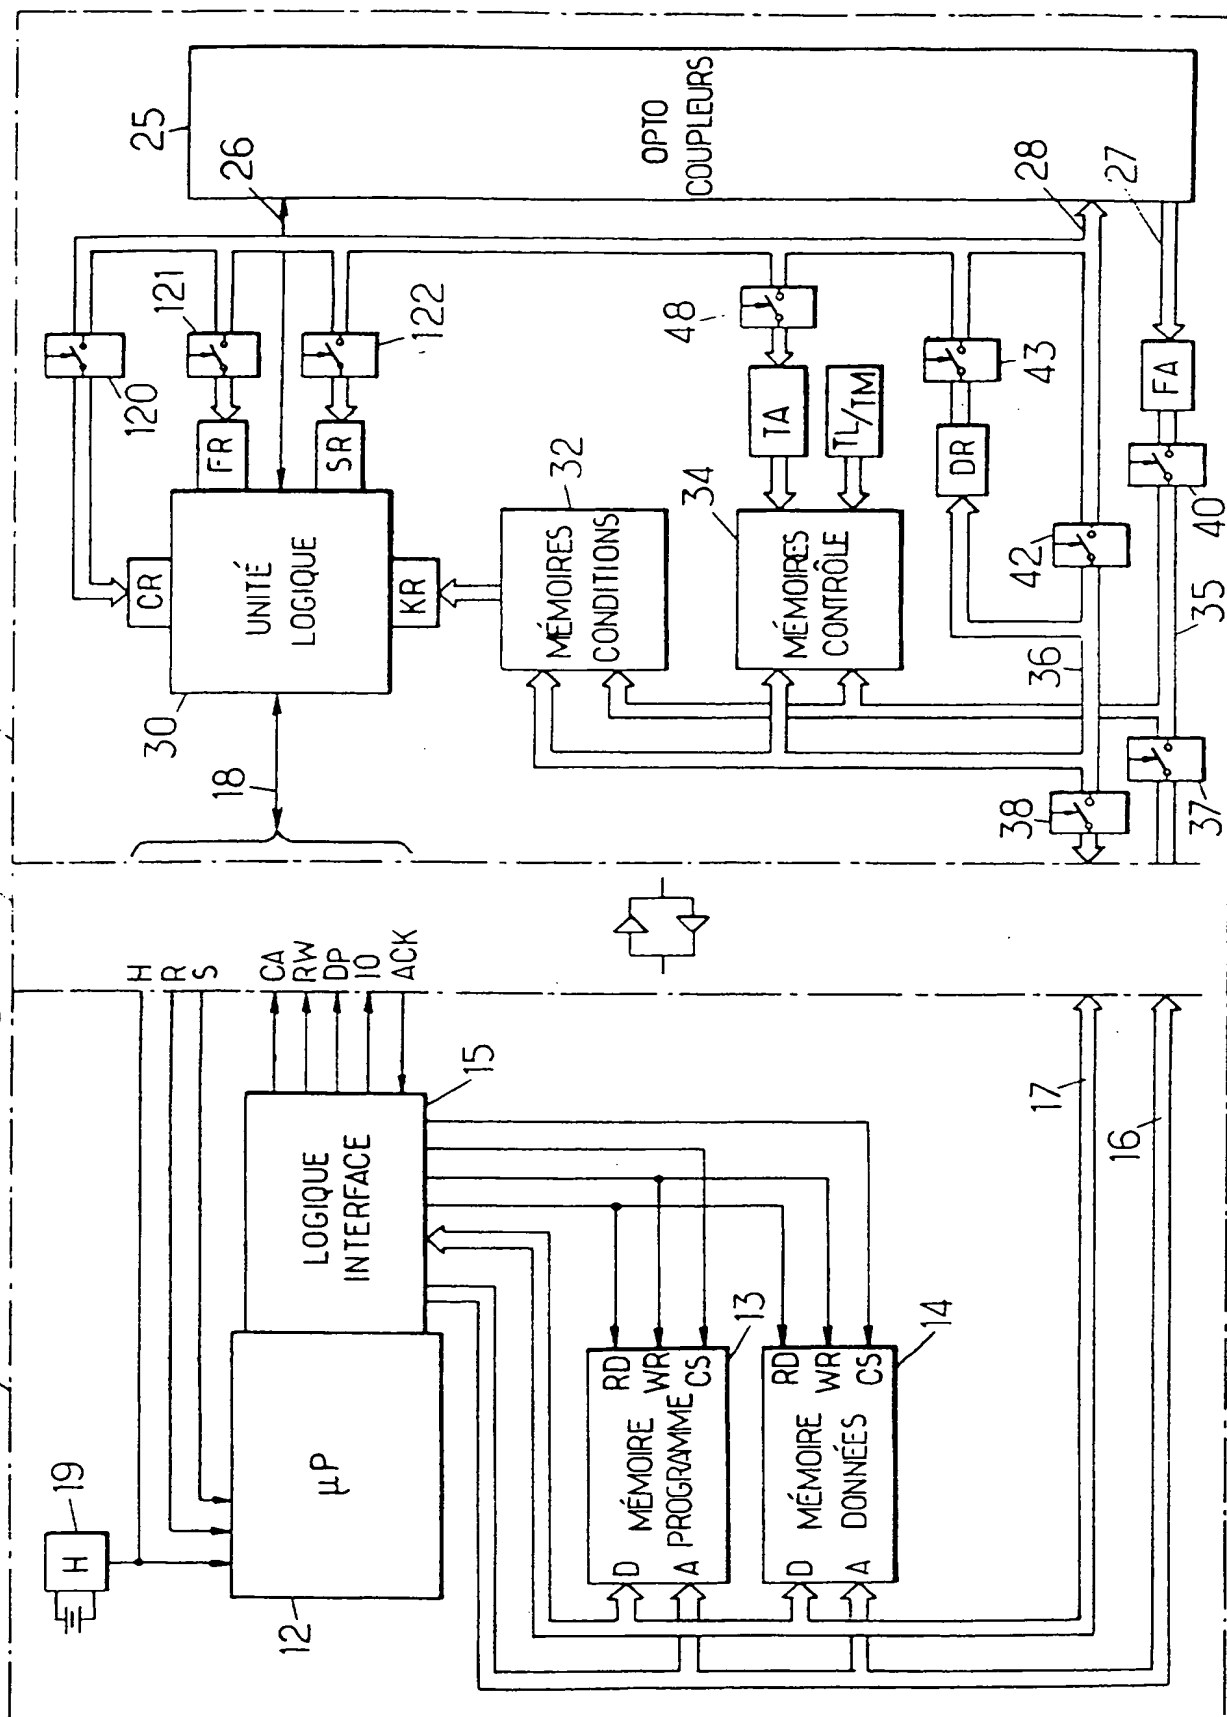 19
H
12
µP
LOGIQUE
INTERFACE
15
H
R
S
CA
RW
DP
IO
ACK
D
A
MÉMOIRE
PROGRAMME
RD
WR
CS
13
D
A
MÉMOIRE
DONNÉES
RD
WR
CS
14
17
16
18
30
UNITÉ
LOGIQUE
CR
FR
SR
KR
120
121
122
26
25
OPTO
COUPLEURS
MÉMOIRES
CONDITIONS
32
MÉMOIRES
CONTRÔLE
34
TA
TL/TM
48
DR
43
28
27
38
36
42
37
35
40
FA